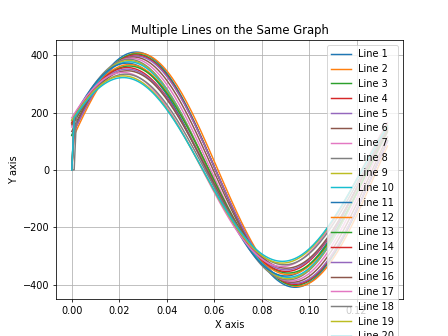 Multiple Lines on the Same Graph
400
200
0
−200
−400
Y axis
0.00
0.02
0.04
0.06
0.08
0.10
X axis
Line 1
Line 2
Line 3
Line 4
Line 5
Line 6
Line 7
Line 8
Line 9
Line 10
Line 11
Line 12
Line 13
Line 14
Line 15
Line 16
Line 17
Line 18
Line 19
Line 20